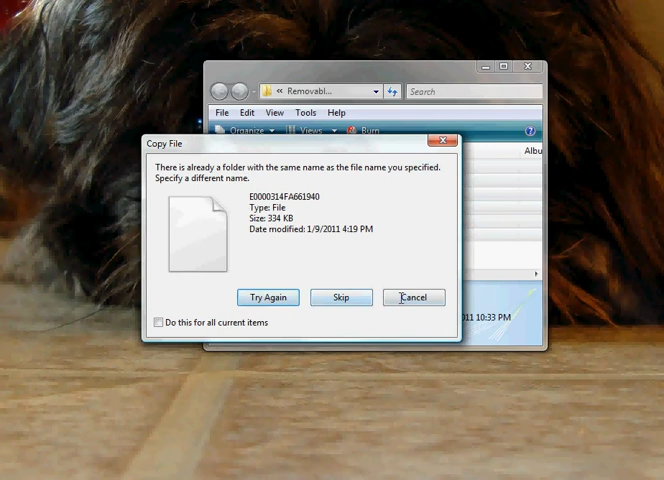 « Removabl...
Search
File Edit View Tools Help
Organize Views Burn
Albu
Copy File
There is already a folder with the same name as the file name you specified.
Specify a different name.
E0000314FA661940
Type: File
Size: 334 KB
Date modified: 1/9/2011 4:19 PM
Try Again Skip Cancel
011 10:33 PM
Do this for all current items